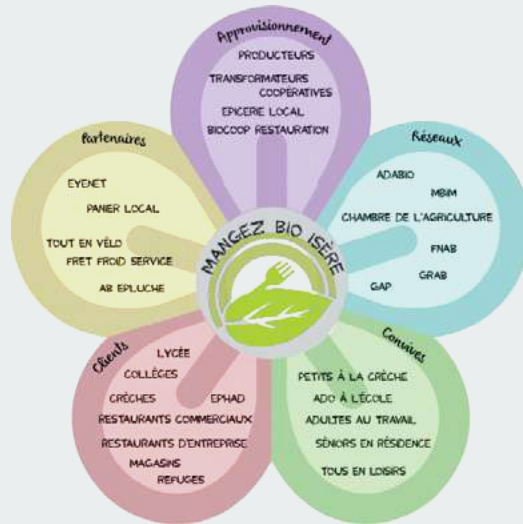 Approvisionnement
PRODUCTEURS
TRANSFORMATEURS
COOPÉRATIVES
EPICERIE LOCAL
BIOCOOP RESTAURATION
Réseaux
ADABIO
MBIM
CHAMBRE DE L'AGRICULTURE
FNAB
GRAB
GAP
Convives
PETITS À LA CRÈCHE
ADO À L'ÉCOLE
ADULTES AU TRAVAIL
SÉNIORS EN RÉSIDENCE
TOUS EN LOISIRS
Clients
LYCÉE
COLLÈGES
CRÈCHES
EPHAD
RESTAURANTS COMMERCIAUX
RESTAURANTS D'ENTREPRISE
MAGASINS
REFUGES
Partenaires
EYENET
PANIER LOCAL
TOUT EN VÉLO
FRET FROID SERVICE
AB EPLUCHE
MANGEZ BIO ISÈRE